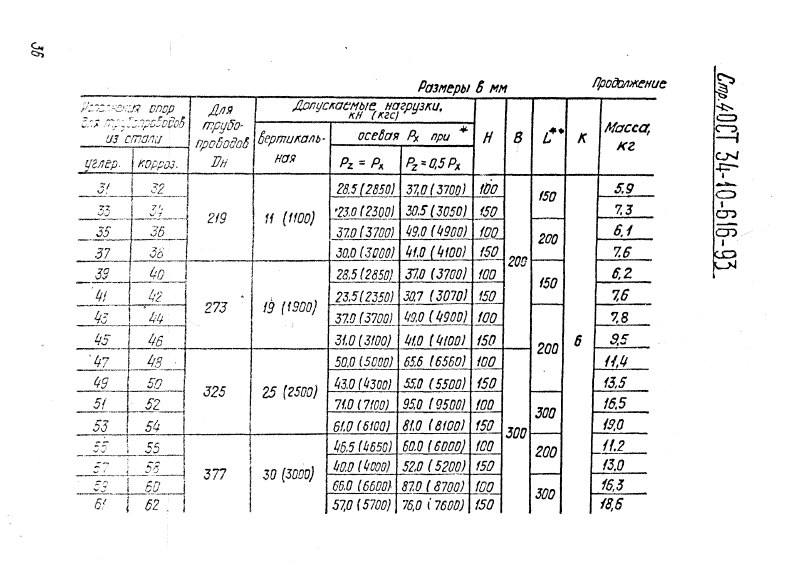 36
Стр.4 ОСТ 34-10-616-93
Размеры в мм Продолжение
Исполнения опор для трубопроводов из стали
углер. корроз.
Для трубопроводов Dн
Допускаемые нагрузки, кН (кгс)
вертикальная
осевая Px при *
Pz = Px Pz = 0,5 Px
H B L** K Масса, кг
31 32 219 11 (1100) 28.5 (2850) 37,0 (3700) 100 200 150 6 5.9
33 34 23.0 (2300) 30.5 (3050) 150 7,3
35 36 37.0 (3700) 49.0 (4900) 100 200 6,1
37 38 30.0 (3000) 41.0 (4100) 150 7.6
39 40 273 19 (1900) 28.5 (2850) 37.0 (3700) 100 150 6,2
41 42 23.5 (2350) 30.7 (3070) 150 7,6
43 44 37.0 (3700) 49.0 (4900) 100 200 7,8
45 46 31.0 (3100) 41.0 (4100) 150 9,5
47 48 325 25 (2500) 50,0 (5000) 65.6 (6560) 100 300 11,4
49 50 43.0 (4300) 55.0 (5500) 150 13,5
51 52 71.0 (7100) 95.0 (9500) 100 300 16,5
53 54 61,0 (6100) 81.0 (8100) 150 19,0
55 56 377 30 (3000) 46.5 (4650) 60.0 (6000) 100 200 11.2
57 58 40.0 (4000) 52.0 (5200) 150 13,0
59 60 66.0 (6600) 87.0 (8700) 100 300 16,3
61 62 57,0 (5700) 76,0 (7600) 150 18,6